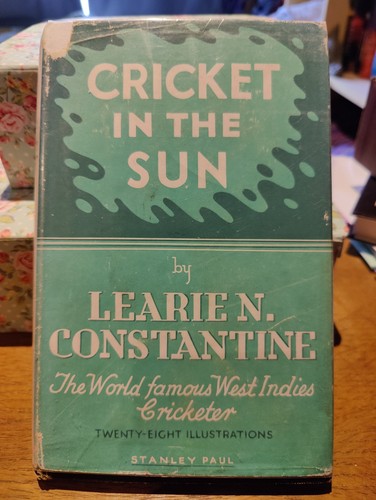 CRICKET
IN THE
SUN
by
LEARIE N.
CONSTANTINE
The World famous West Indies
Cricketer
TWENTY-EIGHT ILLUSTRATIONS
STANLEY PAUL